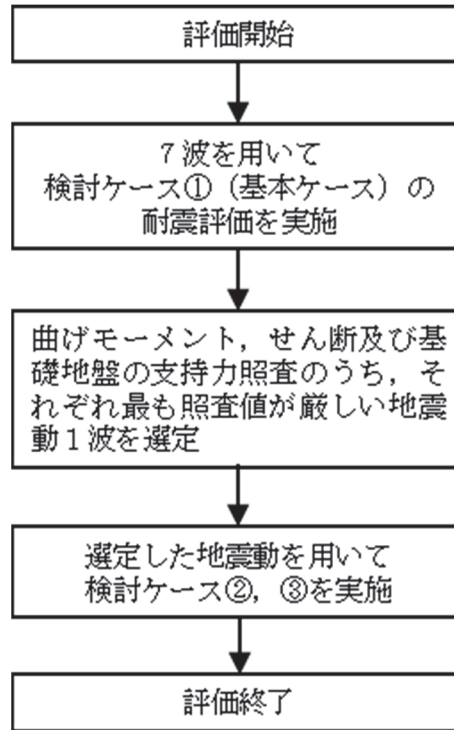 評価開始
7波を用いて
検討ケース①（基本ケース）の
耐震評価を実施
曲げモーメント，せん断及び基
礎地盤の支持力照査のうち，そ
れぞれ最も照査値が厳しい地震
動1波を選定
選定した地震動を用いて
検討ケース②，③を実施
評価終了